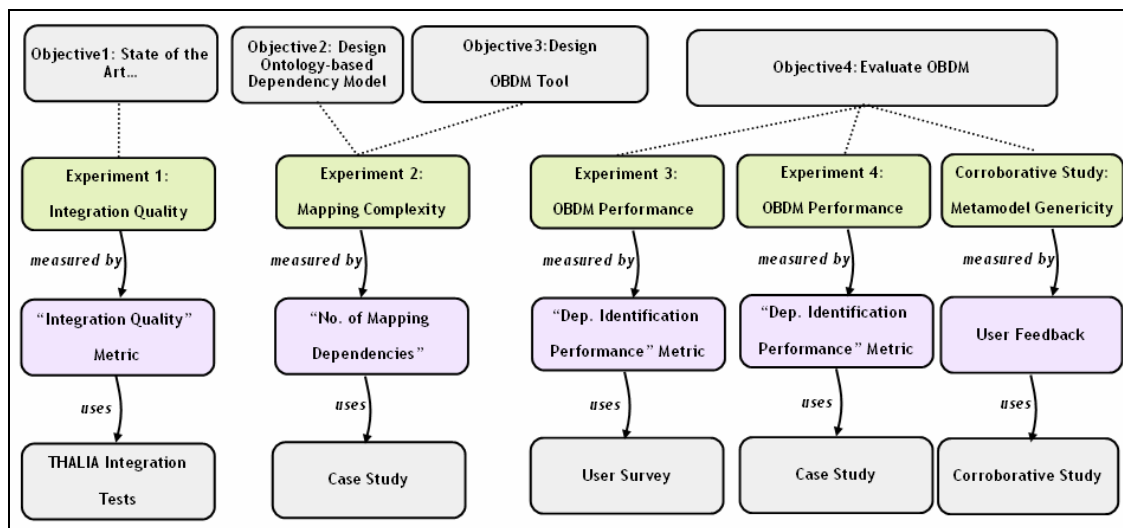 Objective1: State of the
Art...
Objective2: Design
Ontology-based
Dependency Model
Objective3:Design
OBDM Tool
Objective4:Evaluate OBDM
Experiment 1:
Integration Quality
Experiment 2:
Mapping Complexity
Experiment 3:
OBDM Performance
Experiment 4:
OBDM Performance
Corroborative Study:
Metamodel Genericity
measured by
measured by
measured by
measured by
measured by
“Integration Quality”
Metric
“No. of Mapping
Dependencies”
“Dep. Identification
Performance” Metric
“Dep. Identification
Performance” Metric
User Feedback
uses
uses
uses
uses
uses
THALIA Integration
Tests
Case Study
User Survey
Case Study
Corroborative Study